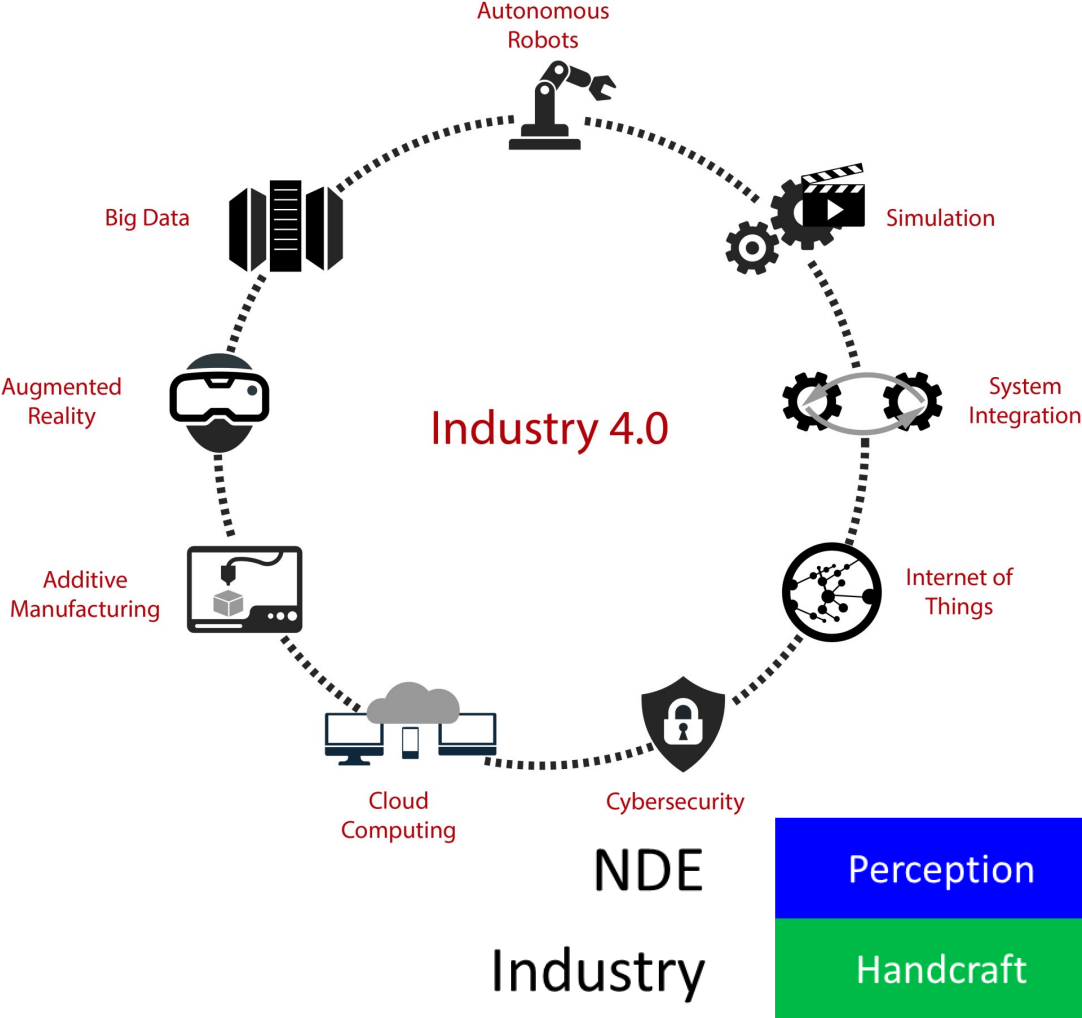 Autonomous
Robots
Big Data
Simulation
Augmented
Reality
Industry 4.0
System
Integration
Additive
Manufacturing
Internet of
Things
Cloud
Computing
Cybersecurity
NDE
Perception
Industry
Handcraft